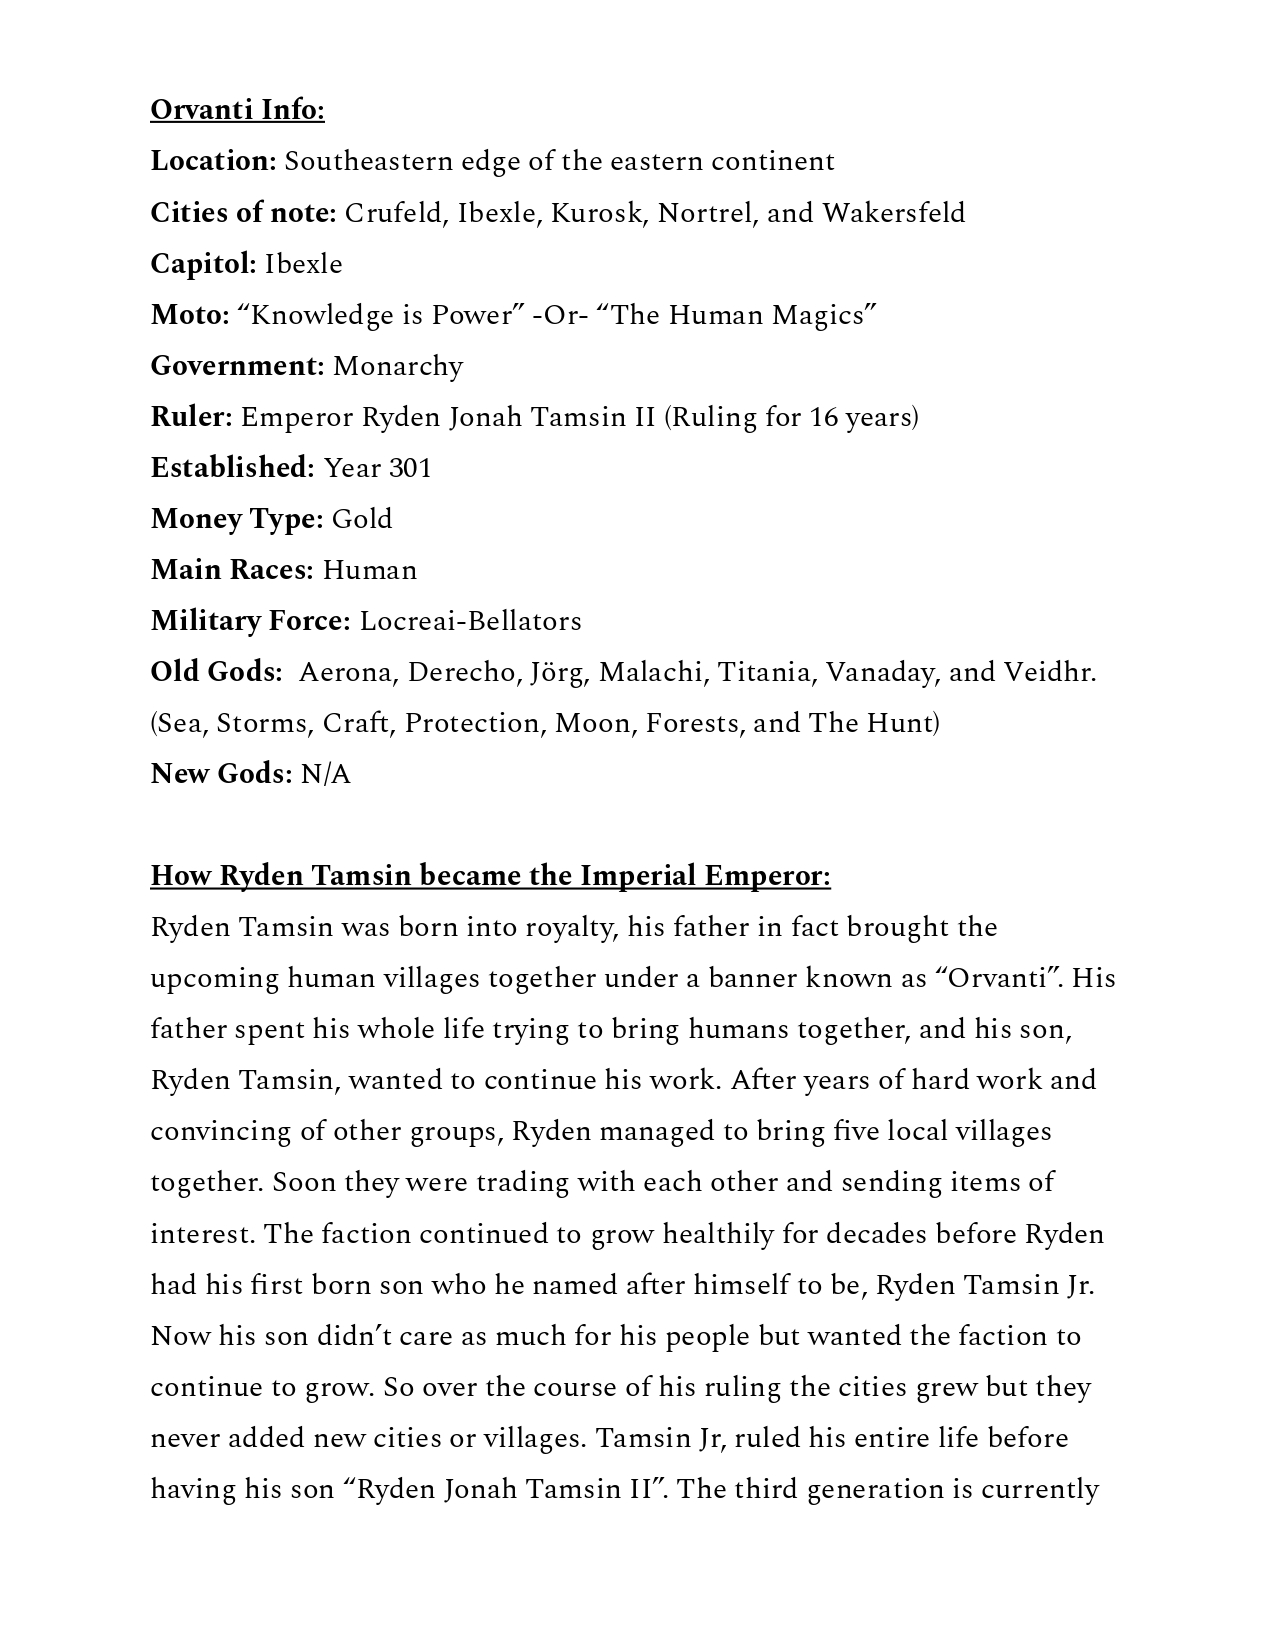 Orvanti Info:
Location: Southeastern edge of the eastern continent
Cities of note: Crufeld, Ibexle, Kurosk, Nortrel, and Wakersfeld
Capitol: Ibexle
Moto: “Knowledge is Power” -Or- “The Human Magics”
Government: Monarchy
Ruler: Emperor Ryden Jonah Tamsin II (Ruling for 16 years)
Established: Year 301
Money Type: Gold
Main Races: Human
Military Force: Locreai-Bellators
Old Gods:  Aerona, Derecho, Jörg, Malachi, Titania, Vanaday, and Veidhr.
(Sea, Storms, Craft, Protection, Moon, Forests, and The Hunt)
New Gods: N/A
How Ryden Tamsin became the Imperial Emperor:
Ryden Tamsin was born into royalty, his father in fact brought the
upcoming human villages together under a banner known as “Orvanti”. His
father spent his whole life trying to bring humans together, and his son,
Ryden Tamsin, wanted to continue his work. After years of hard work and
convincing of other groups, Ryden managed to bring five local villages
together. Soon they were trading with each other and sending items of
interest. The faction continued to grow healthily for decades before Ryden
had his first born son who he named after himself to be, Ryden Tamsin Jr.
Now his son didn’t care as much for his people but wanted the faction to
continue to grow. So over the course of his ruling the cities grew but they
never added new cities or villages. Tamsin Jr, ruled his entire life before
having his son “Ryden Jonah Tamsin II”. The third generation is currently